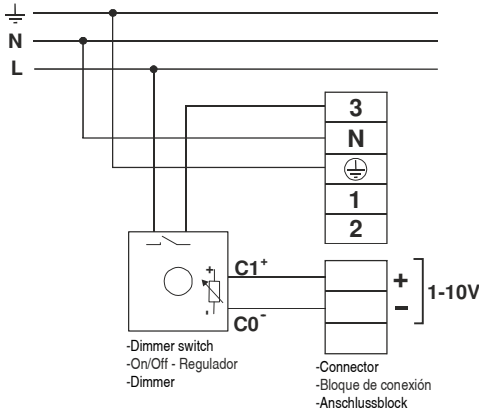 N
L
3
N
1
2
C1+
+
-
C0-
+
−
1-10V
-Dimmer switch
-On/Off - Regulador
-Dimmer
-Connector
-Bloque de conexión
-Anschlussblock